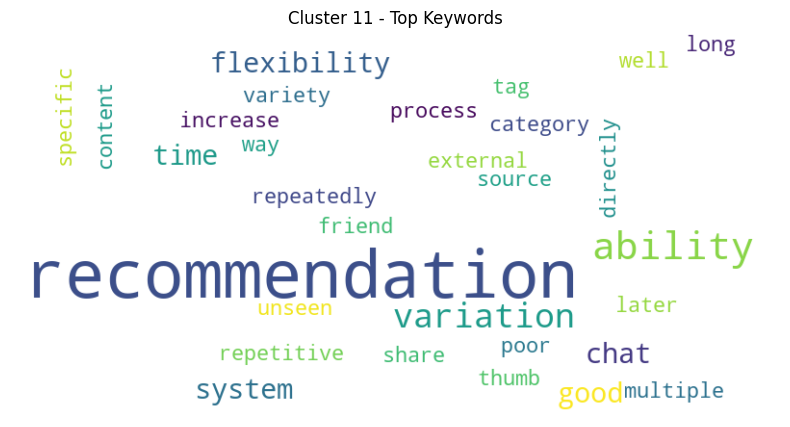 Cluster 11 - Top Keywords
long
flexibility
well
specific
content
tag
variety
process
increase
category
directly
way
time
external
source
repeatedly
friend
ability
recommendation
unseen
variation
later
poor
repetitive
share
chat
thumb
system
good
multiple